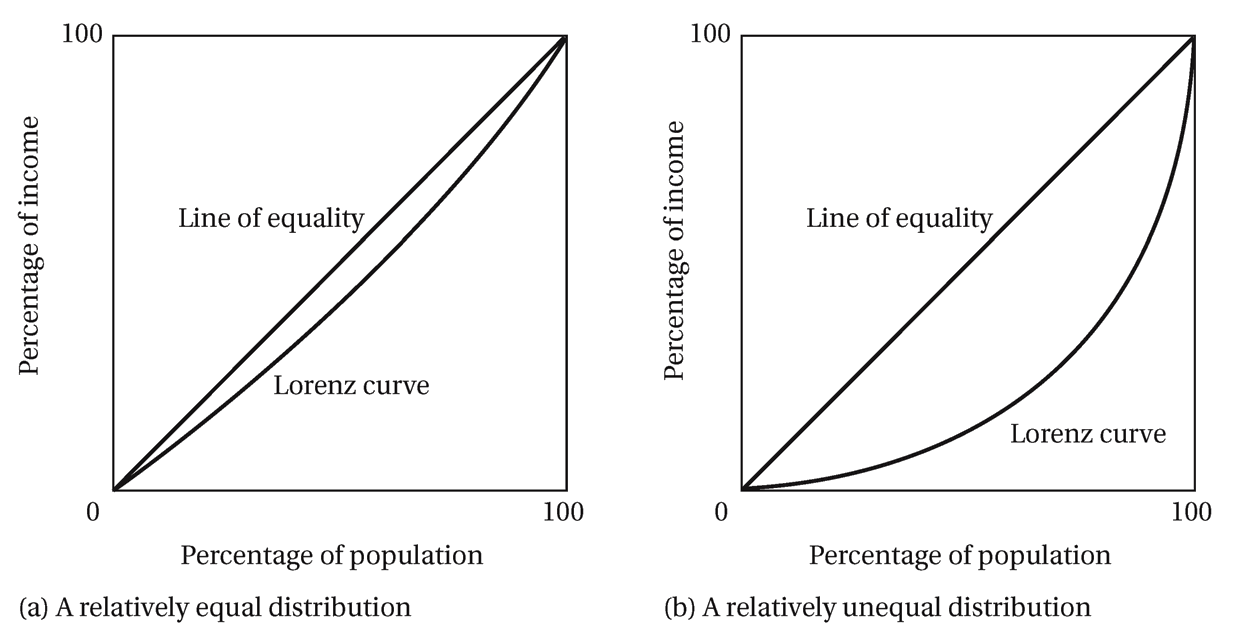 100
Percentage of income
Line of equality
Lorenz curve
0
100
Percentage of population
(a) A relatively equal distribution
100
Percentage of income
Line of equality
Lorenz curve
0
100
Percentage of population
(b) A relatively unequal distribution